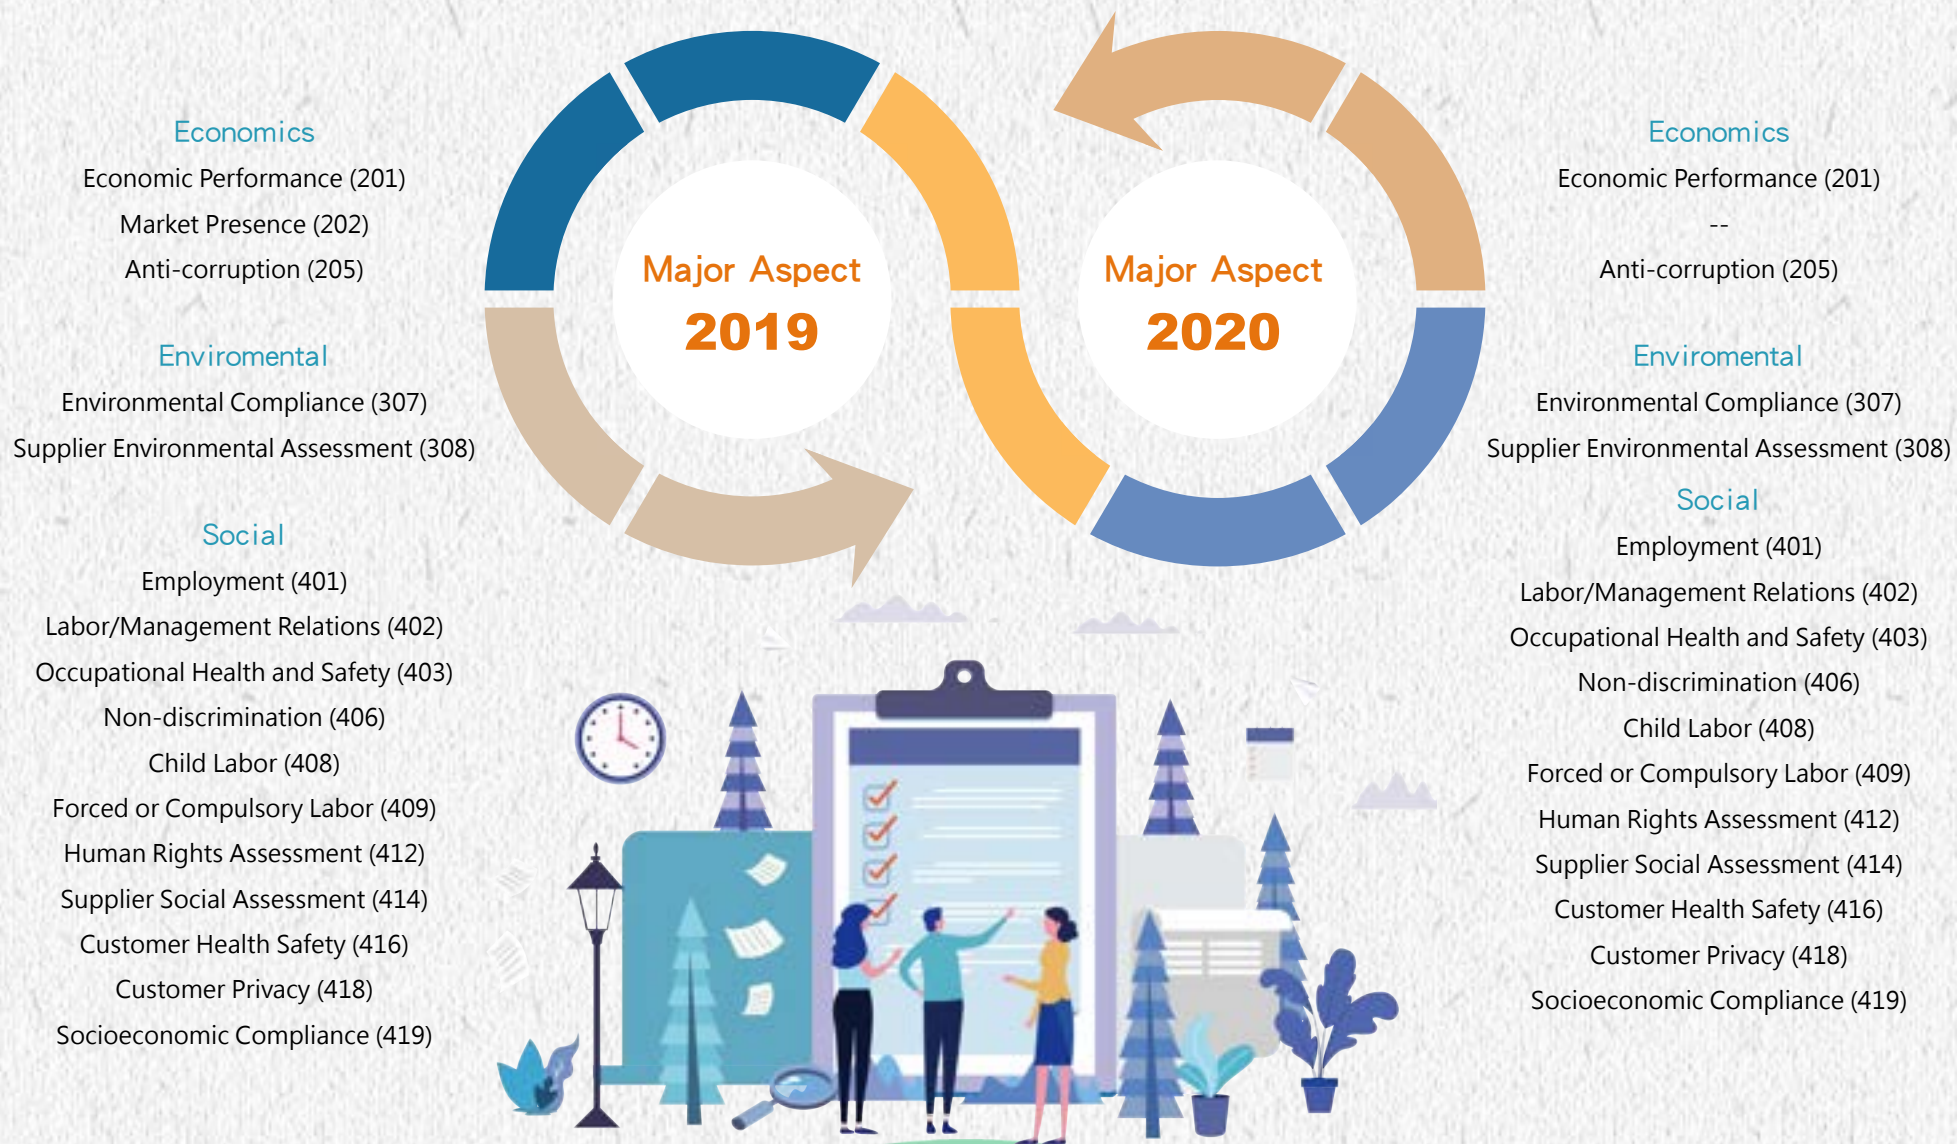 Economics
Economic Performance (201)
Market Presence (202)
Anti-corruption (205)
Enviromental
Environmental Compliance (307)
Supplier Environmental Assessment (308)
Social
Employment (401)
Labor/Management Relations (402)
Occupational Health and Safety (403)
Non-discrimination (406)
Child Labor (408)
Forced or Compulsory Labor (409)
Human Rights Assessment (412)
Supplier Social Assessment (414)
Customer Health Safety (416)
Customer Privacy (418)
Socioeconomic Compliance (419)
Major Aspect
2019
Major Aspect
2020
Economics
Economic Performance (201)
--
Anti-corruption (205)
Enviromental
Environmental Compliance (307)
Supplier Environmental Assessment (308)
Social
Employment (401)
Labor/Management Relations (402)
Occupational Health and Safety (403)
Non-discrimination (406)
Child Labor (408)
Forced or Compulsory Labor (409)
Human Rights Assessment (412)
Supplier Social Assessment (414)
Customer Health Safety (416)
Customer Privacy (418)
Socioeconomic Compliance (419)